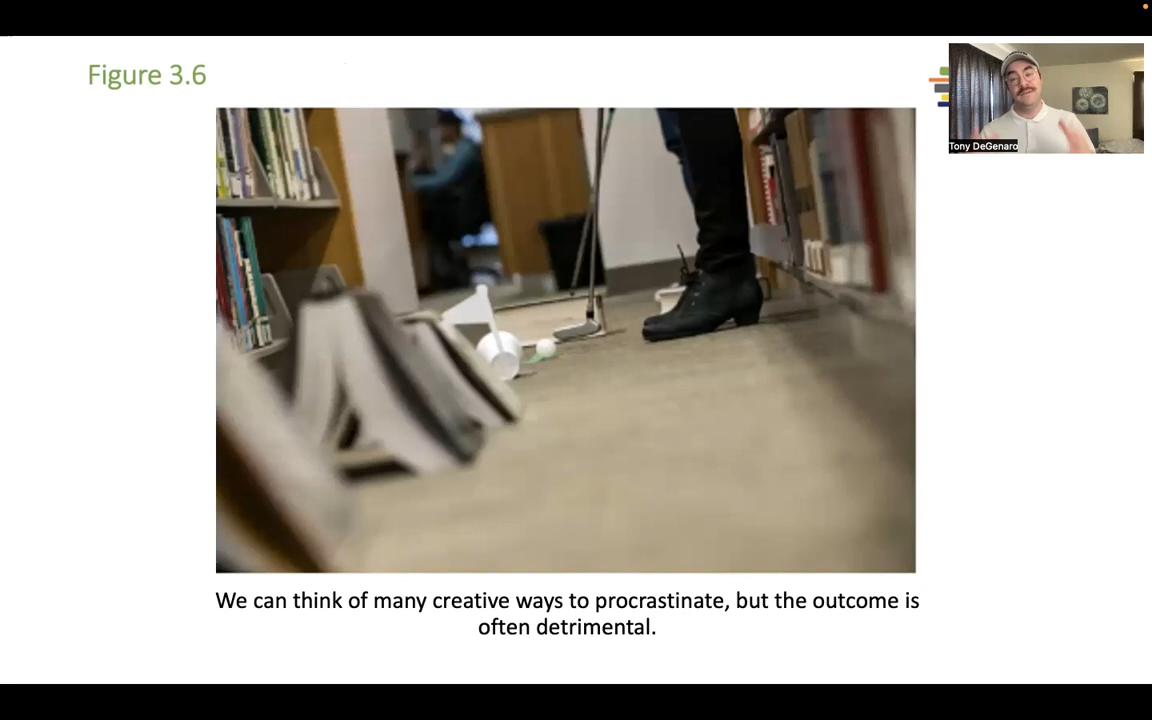 Figure 3.6
Tony DeGenaro
We can think of many creative ways to procrastinate, but the outcome is
often detrimental.